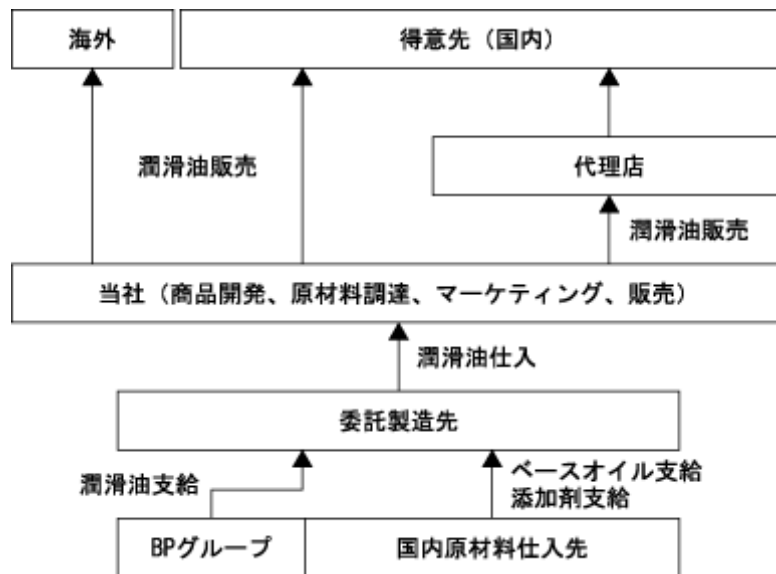 海外
得意先（国内）
潤滑油販売
代理店
潤滑油販売
当社（商品開発、原材料調達、マーケティング、販売）
潤滑油仕入
委託製造先
潤滑油支給
ベースオイル支給
添加剤支給
BPグループ
国内原材料仕入先